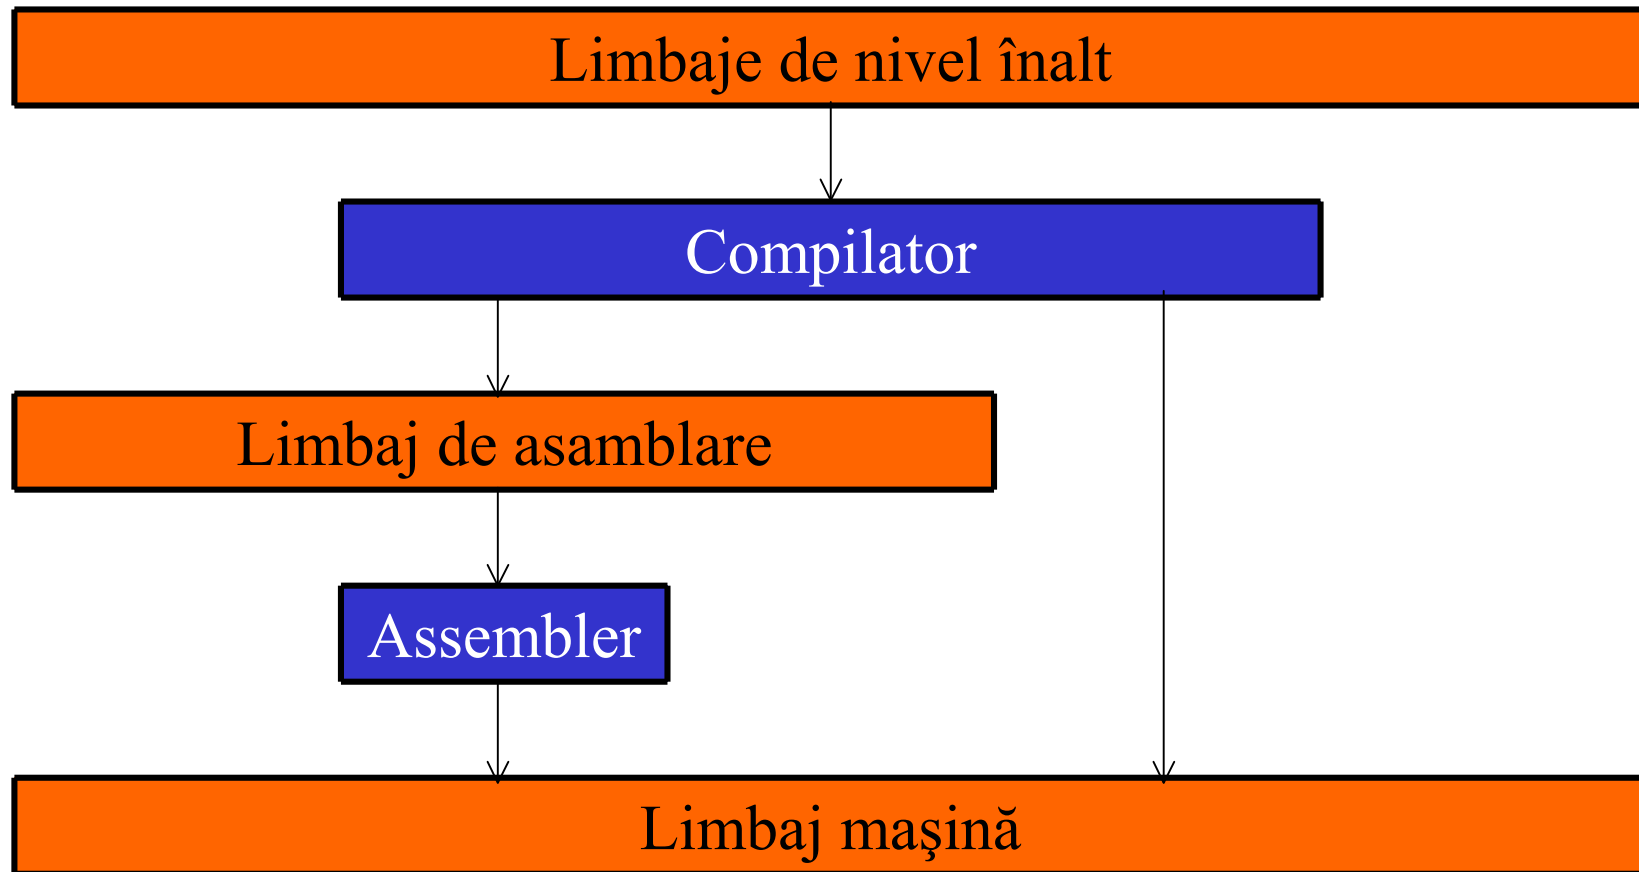 Limbaje de nivel înalt
Compilator
Limbaj de asamblare
Assembler
Limbaj maşină